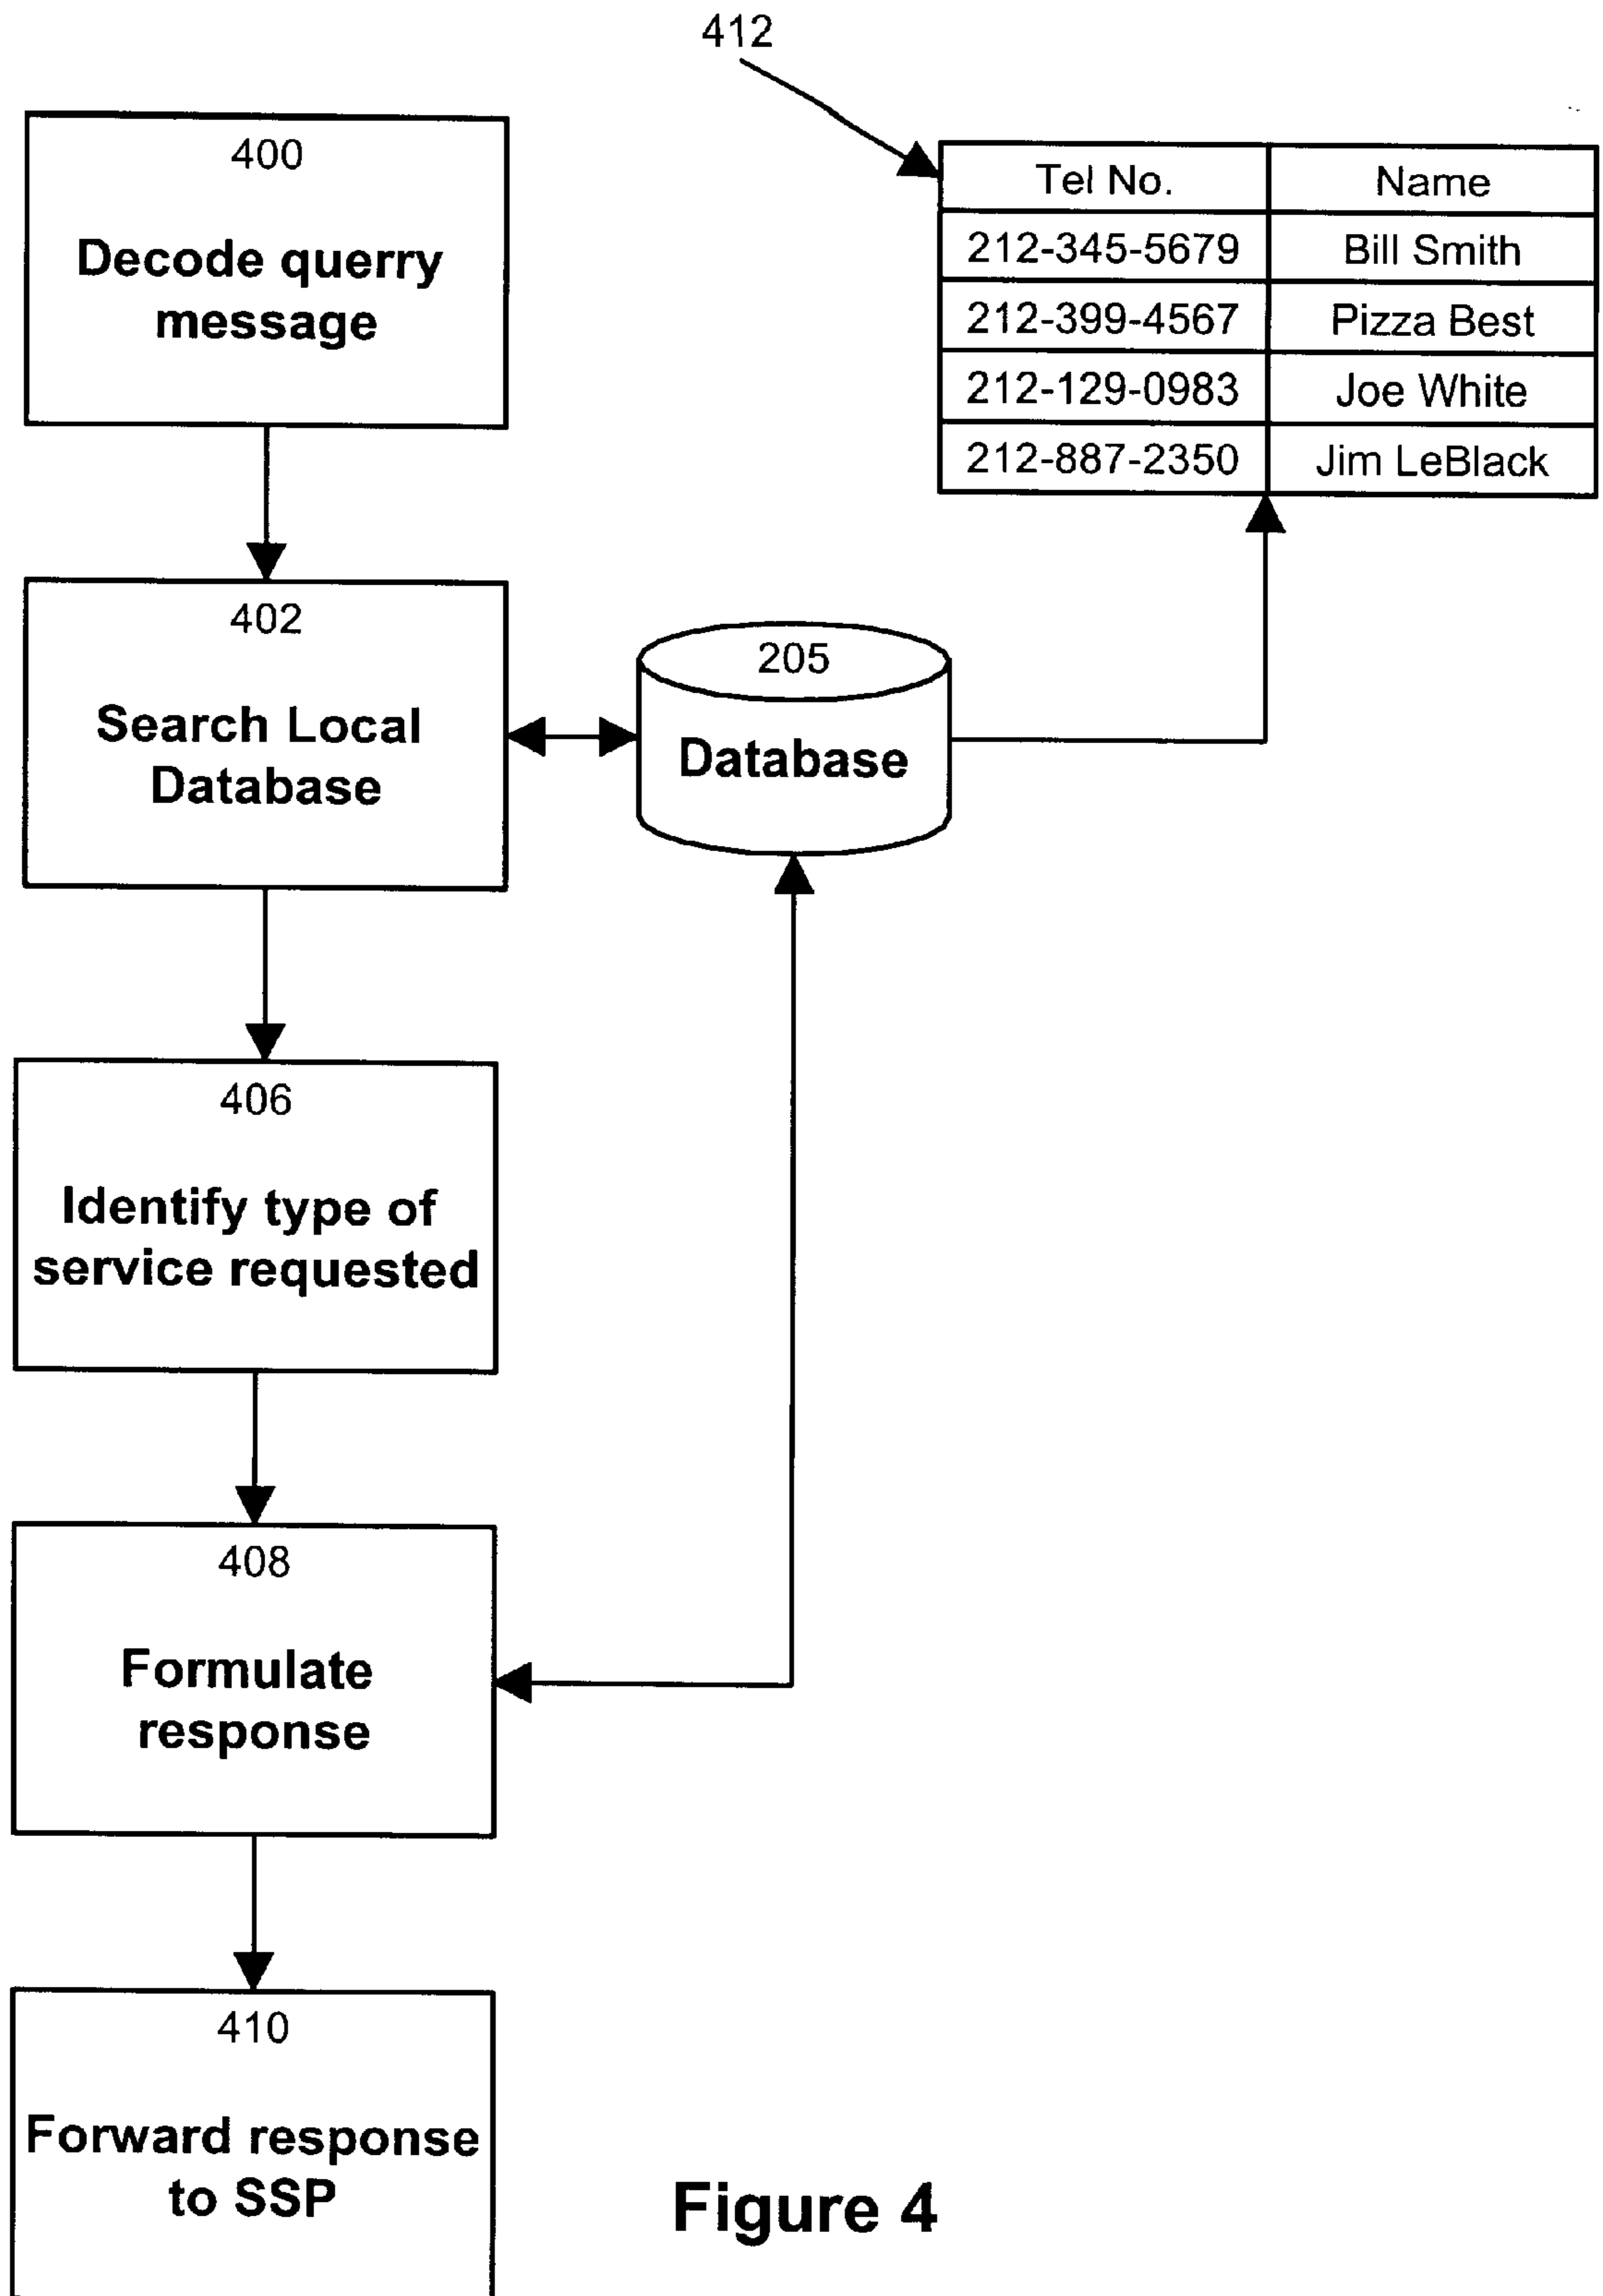 412
400
Decode querry
message
Tel No. Name
212-345-5679 Bill Smith
212-399-4567 Pizza Best
212-129-0983 Joe White
212-887-2350 Jim LeBlack
402
Search Local
Database
205
Database
406
Identify type of
service requested
408
Formulate
response
410
Forward response
to SSP
Figure 4